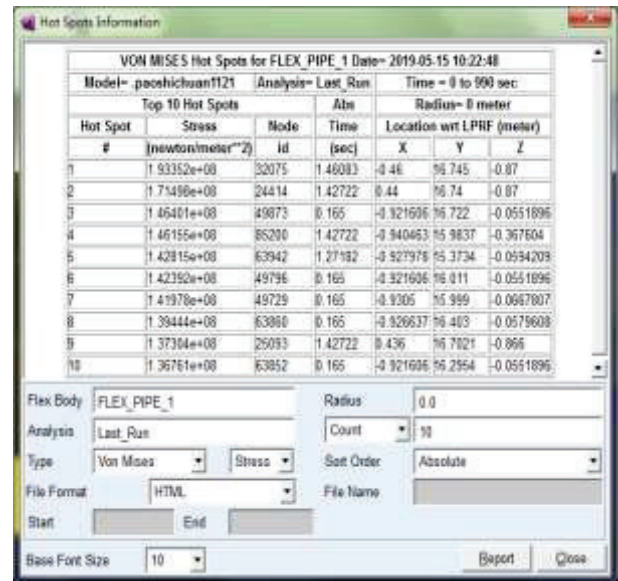 Hot Spots Information
VON MISES Hot Spots for FLEX_PIPE_1 Date= 2019-05-15 10:22:48
Model= .paoshichuan1121 Analysis= Last_Run Time = 0 to 990 sec
Top 10 Hot Spots Abs Radius= 0 meter
Hot Spot Stress Node Time Location wrt LPRF (meter)
# (newton/meter**2) id (sec) X Y Z
1 1.93352e+08 32075 1.46083 -0.46 16.745 -0.87
2 1.71498e+08 24414 1.42722 0.44 16.74 -0.87
3 1.46401e+08 49873 0.165 -0.921606 16.722 -0.0551896
4 1.46155e+08 85200 1.42722 -0.940463 15.9837 -0.367604
5 1.42815e+08 63942 1.27182 -0.927978 15.3734 -0.0594209
6 1.42392e+08 49796 0.165 -0.921606 16.011 -0.0551896
7 1.41978e+08 49729 0.165 -0.9305 15.999 -0.0667807
8 1.39444e+08 63860 0.165 -0.926637 16.403 -0.0579608
9 1.37304e+08 25093 1.42722 0.436 16.7021 -0.866
10 1.36761e+08 63852 0.165 -0.921606 16.2954 -0.0551896
Flex Body FLEX_PIPE_1 Radius 0.0
Analysis Last_Run Count 10
Type Von Mises Stress Sort Order Absolute
File Format HTML File Name
Start End
Base Font Size 10 Report Close